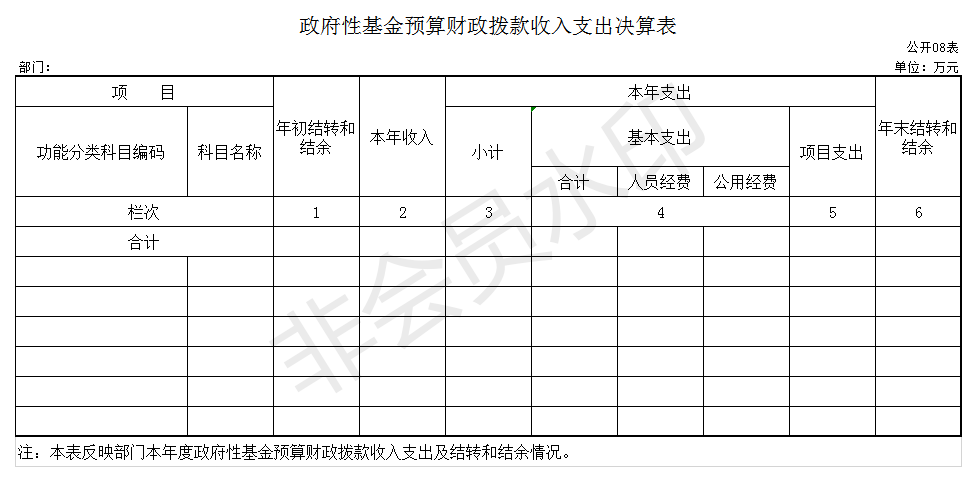 政府性基金预算财政拨款收入支出决算表
公开08表
部门：
单位：万元
项 目
年初结转和结余
本年收入
本年支出
年末结转和结余
功能分类科目编码
科目名称
小计
基本支出
项目支出
合计
人员经费
公用经费
栏次
1
2
3
4
5
6
合计
注：本表反映部门本年度政府性基金预算财政拨款收入支出及结转和结余情况。
非会员水印